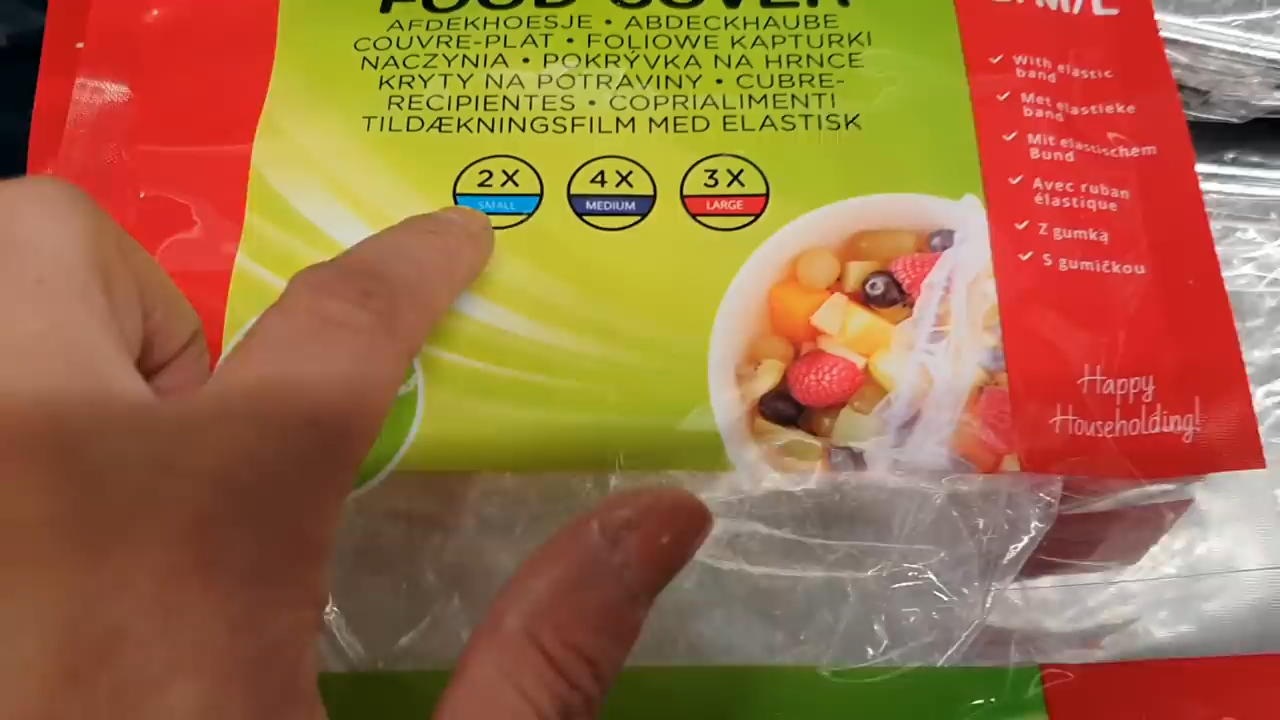 FOOD COVER
AFDEKHOESJE • ABDECKHAUBE
COUVRE-PLAT • FOLIOWE KAPTURKI
NACZYNIA • POKRÝVKA NA HRNCE
KRYTY NA POTRAVINY • CUBRE-
RECIPIENTES • COPRIALIMENTI
TILDÆKNINGSFILM MED ELASTISK
2X
SMALL
4X
MEDIUM
3X
LARGE
With elastic
band
Met elastieke
band
Mit elastischem
Bund
Avec ruban
élastique
Z gumką
S gumičkou
Happy
Householding!